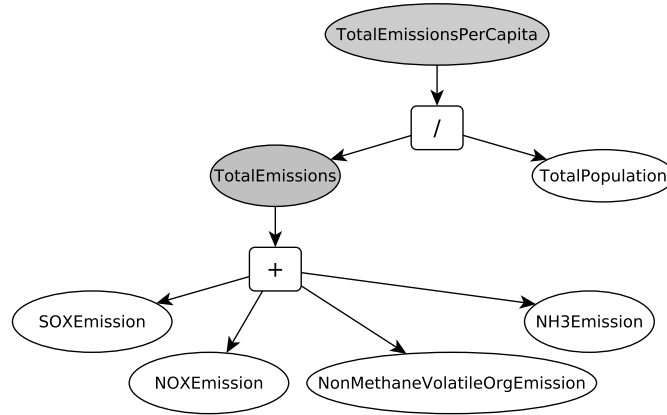 TotalEmissionsPerCapita
/
TotalEmissions
TotalPopulation
+
SOXEmission
NH3Emission
NOXEmission
NonMethaneVolatileOrgEmission